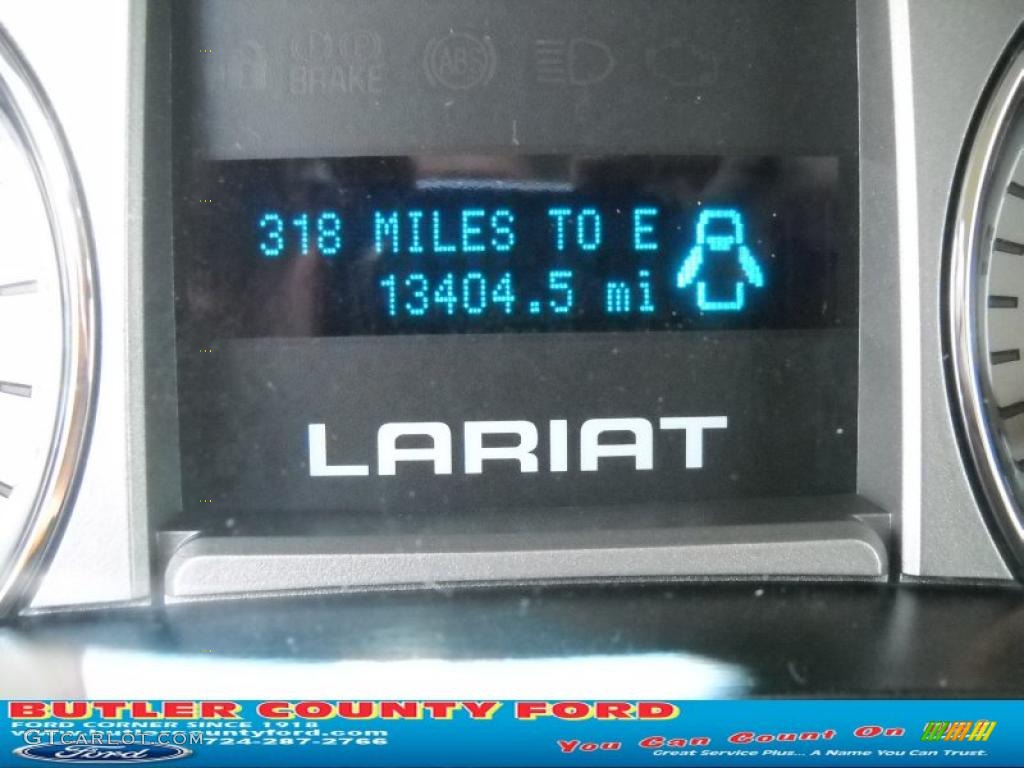 BRAKE
ABS
318 MILES TO E
13404.5 mi
LARIAT
BUTLER COUNTY FORD
FORD CORNER SINCE 1918
724-287-2766
GTCarLot.com
Ford
You Can Count On
Great Service Plus... A Name You Can Trust.